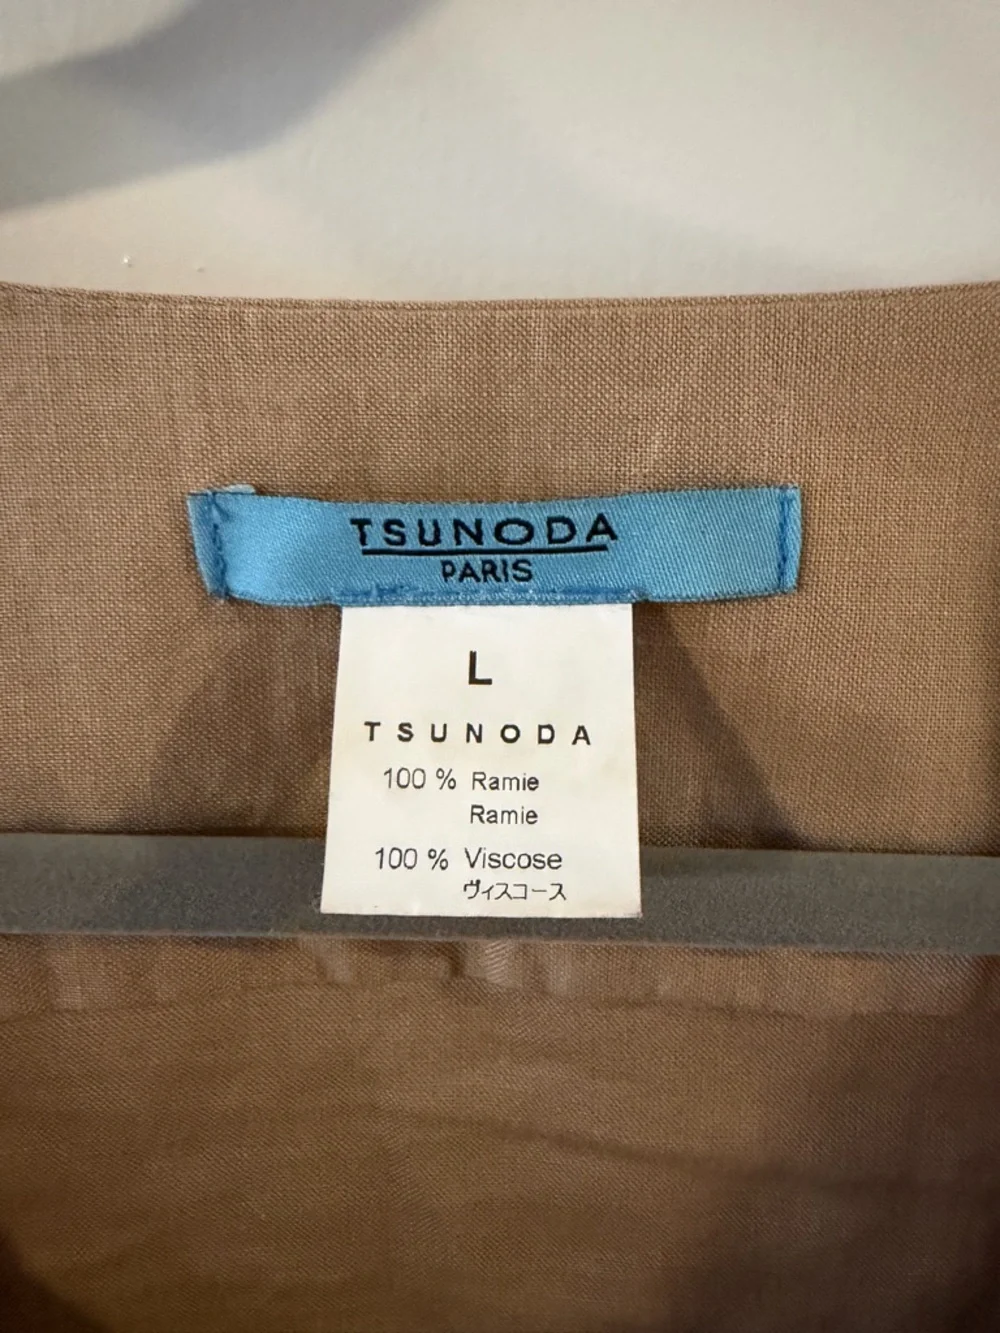 TSUNODA
PARIS
L
TSUNODA
100 % Ramie
Ramie
100 % Viscose
ヴィスコース